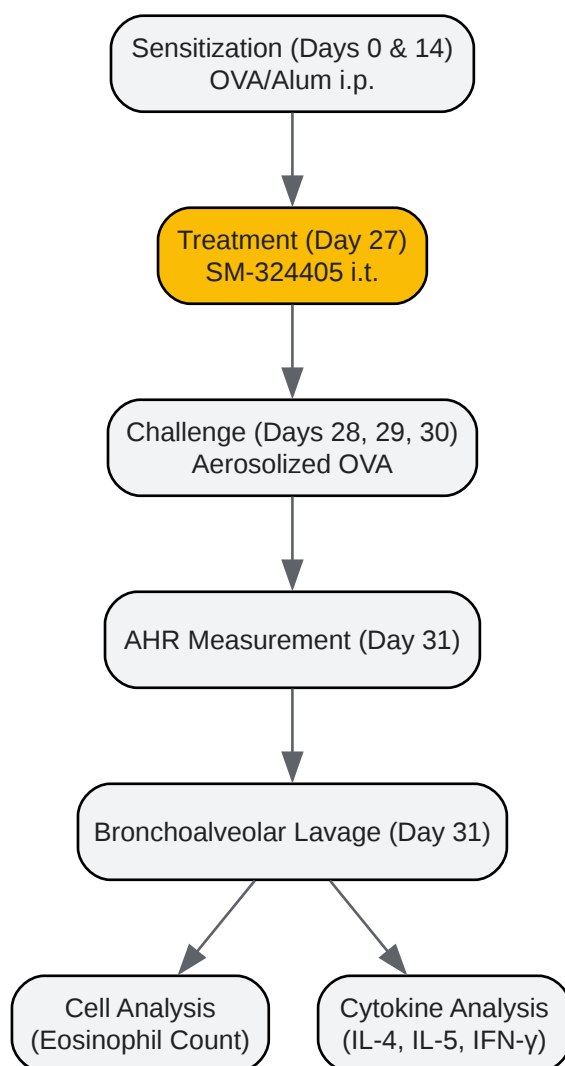 Sensitization (Days 0 & 14)
OVA/Alum i.p.
Treatment (Day 27)
SM-324405 i.t.
Challenge (Days 28, 29, 30)
Aerosolized OVA
AHR Measurement (Day 31)
Bronchoalveolar Lavage (Day 31)
Cell Analysis
(Eosinophil Count)
Cytokine Analysis
(IL-4, IL-5, IFN-γ)